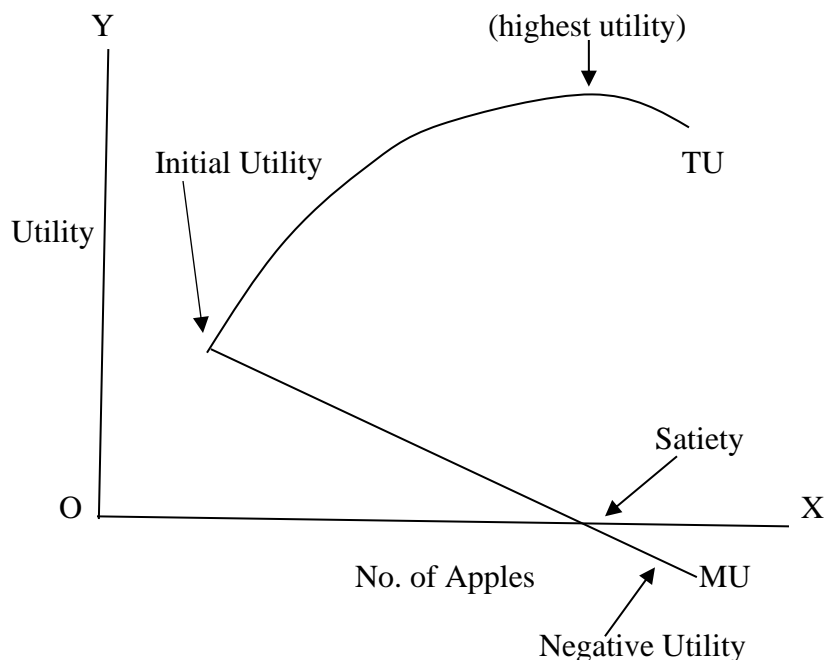 Y
(highest utility)
Initial Utility
TU
Utility
Satiety
O
X
No. of Apples
MU
Negative Utility